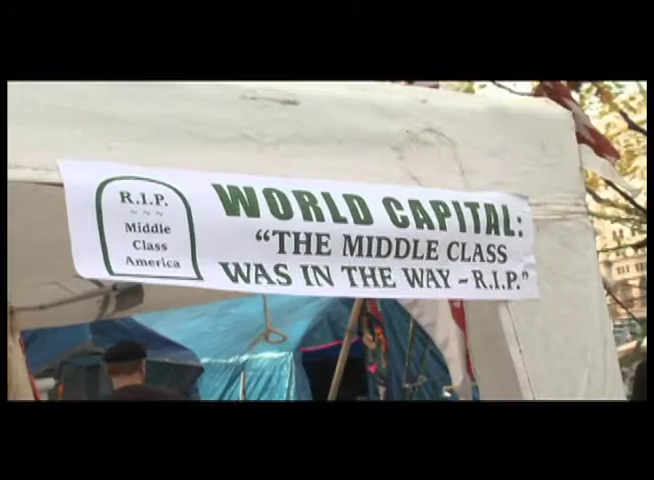 R.I.P.
~ ~ ~
Middle
Class
America
WORLD CAPITAL:
“THE MIDDLE CLASS
WAS IN THE WAY – R.I.P.”